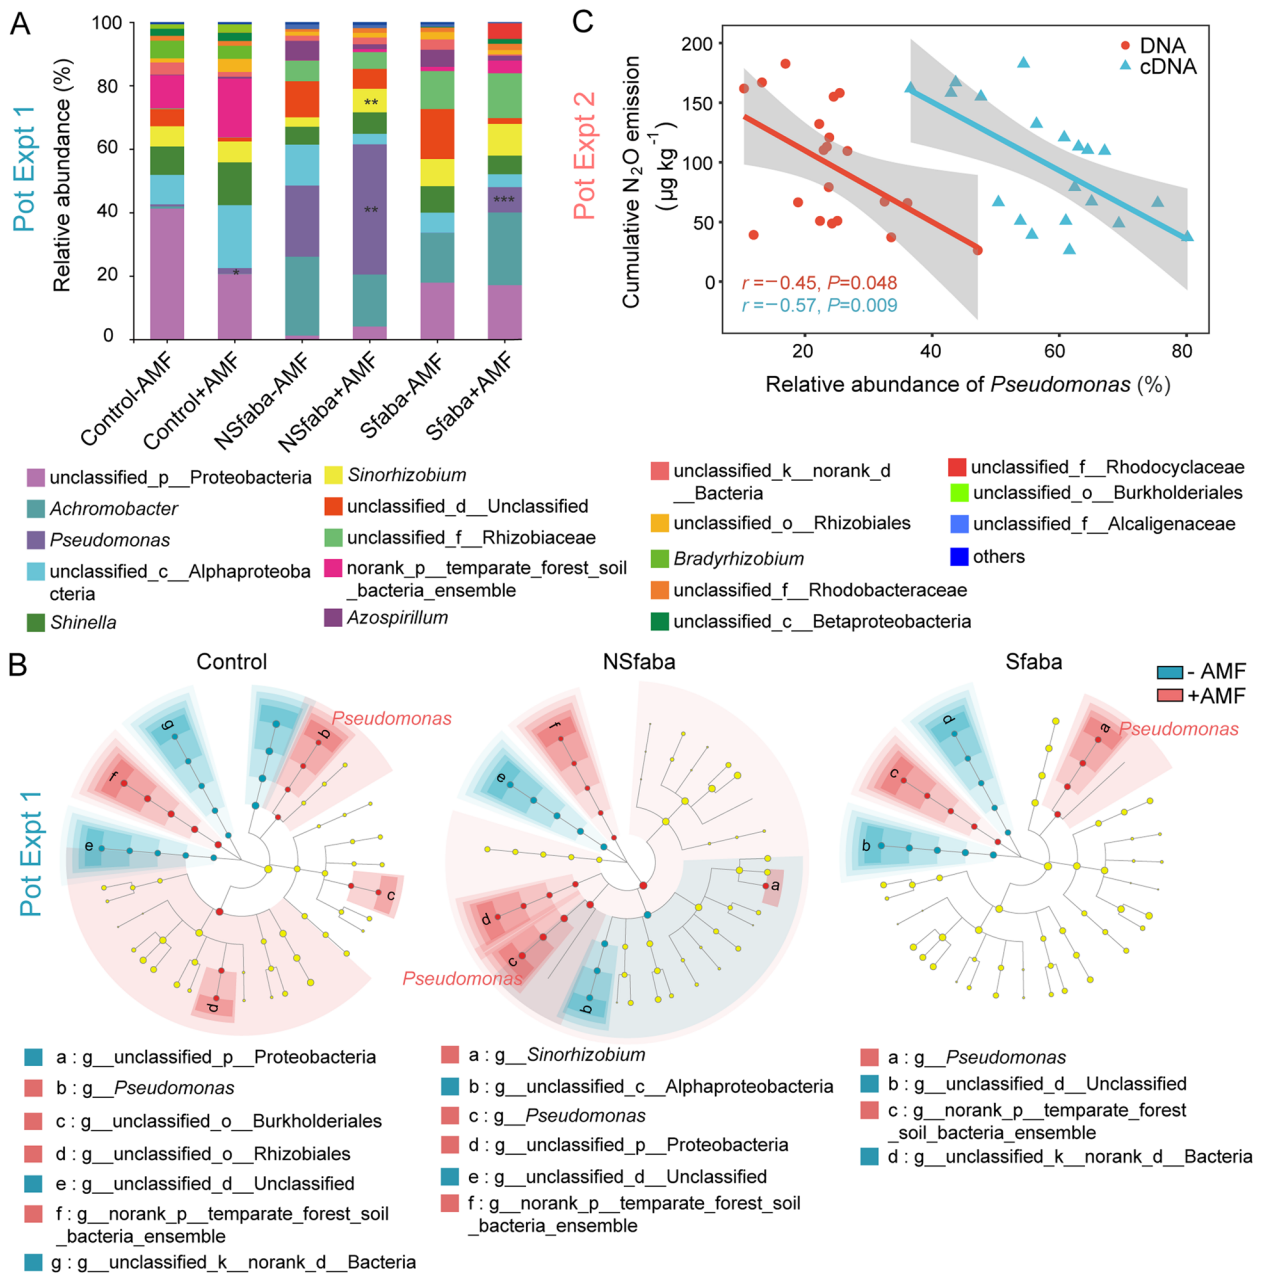 A
Pot Expt 1
Relative abundance (%)
100
80
60
40
20
0
**
**
*
***
Control-AMF
Control+AMF
NSfaba-AMF
NSfaba+AMF
Sfaba-AMF
Sfaba+AMF
C
Pot Expt 2
Cumulative N2O emission
(µg kg-1)
200
150
100
50
0
DNA
cDNA
r =−0.45, P=0.048
r =−0.57, P=0.009
20
40
60
80
Relative abundance of Pseudomonas (%)
unclassified_p__Proteobacteria
Achromobacter
Pseudomonas
unclassified_c__Alphaproteoba
cteria
Shinella
Sinorhizobium
unclassified_d__Unclassified
unclassified_f__Rhizobiaceae
norank_p__temparate_forest_soil
_bacteria_ensemble
Azospirillum
unclassified_k__norank_d
__Bacteria
unclassified_o__Rhizobiales
Bradyrhizobium
unclassified_f__Rhodobacteraceae
unclassified_c__Betaproteobacteria
unclassified_f__Rhodocyclaceae
unclassified_o__Burkholderiales
unclassified_f__Alcaligenaceae
others
B
Pot Expt 1
Control
NSfaba
Sfaba
- AMF
+AMF
g
f
e
b
Pseudomonas
c
d
f
e
d
c
Pseudomonas
b
a
d
c
b
a
Pseudomonas
a : g__unclassified_p__Proteobacteria
b : g__Pseudomonas
c : g__unclassified_o__Burkholderiales
d : g__unclassified_o__Rhizobiales
e : g__unclassified_d__Unclassified
f : g__norank_p__temparate_forest_soil
_bacteria_ensemble
g : g__unclassified_k__norank_d__Bacteria
a : g__Sinorhizobium
b : g__unclassified_c__Alphaproteobacteria
c : g__Pseudomonas
d : g__unclassified_p__Proteobacteria
e : g__unclassified_d__Unclassified
f : g__norank_p__temparate_forest_soil
_bacteria_ensemble
a : g__Pseudomonas
b : g__unclassified_d__Unclassified
c : g__norank_p__temparate_forest
_soil_bacteria_ensemble
d : g__unclassified_k__norank_d__Bacteria